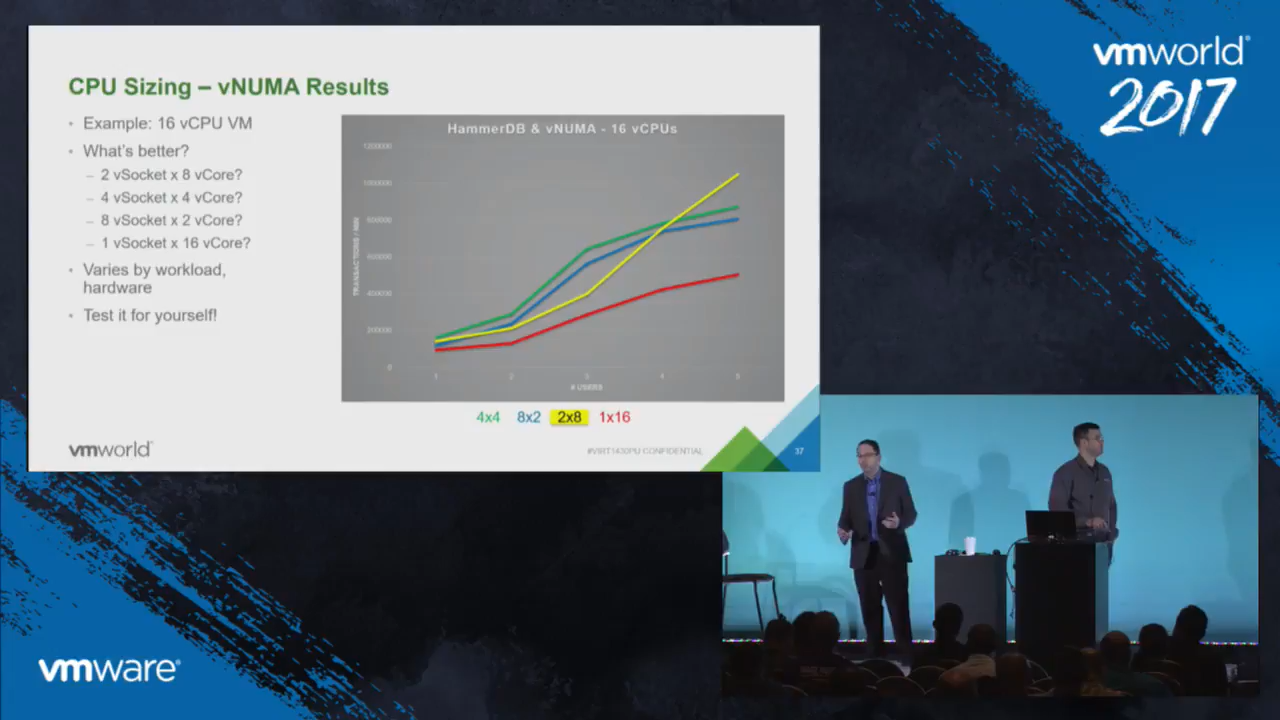 CPU Sizing – vNUMA Results
• Example: 16 vCPU VM
• What's better?
– 2 vSocket x 8 vCore?
– 4 vSocket x 4 vCore?
– 8 vSocket x 2 vCore?
– 1 vSocket x 16 vCore?
• Varies by workload,
hardware
• Test it for yourself!
HammerDB & vNUMA - 16 vCPUs
1200000
1000000
800000
600000
400000
200000
0
TRANSACTIONS / MIN
1 2 3 4 5
# USERS
4x4 8x2 2x8 1x16
vmworld
#VIRT1430PU CONFIDENTIAL
37
vmworld®
2017
vmware®